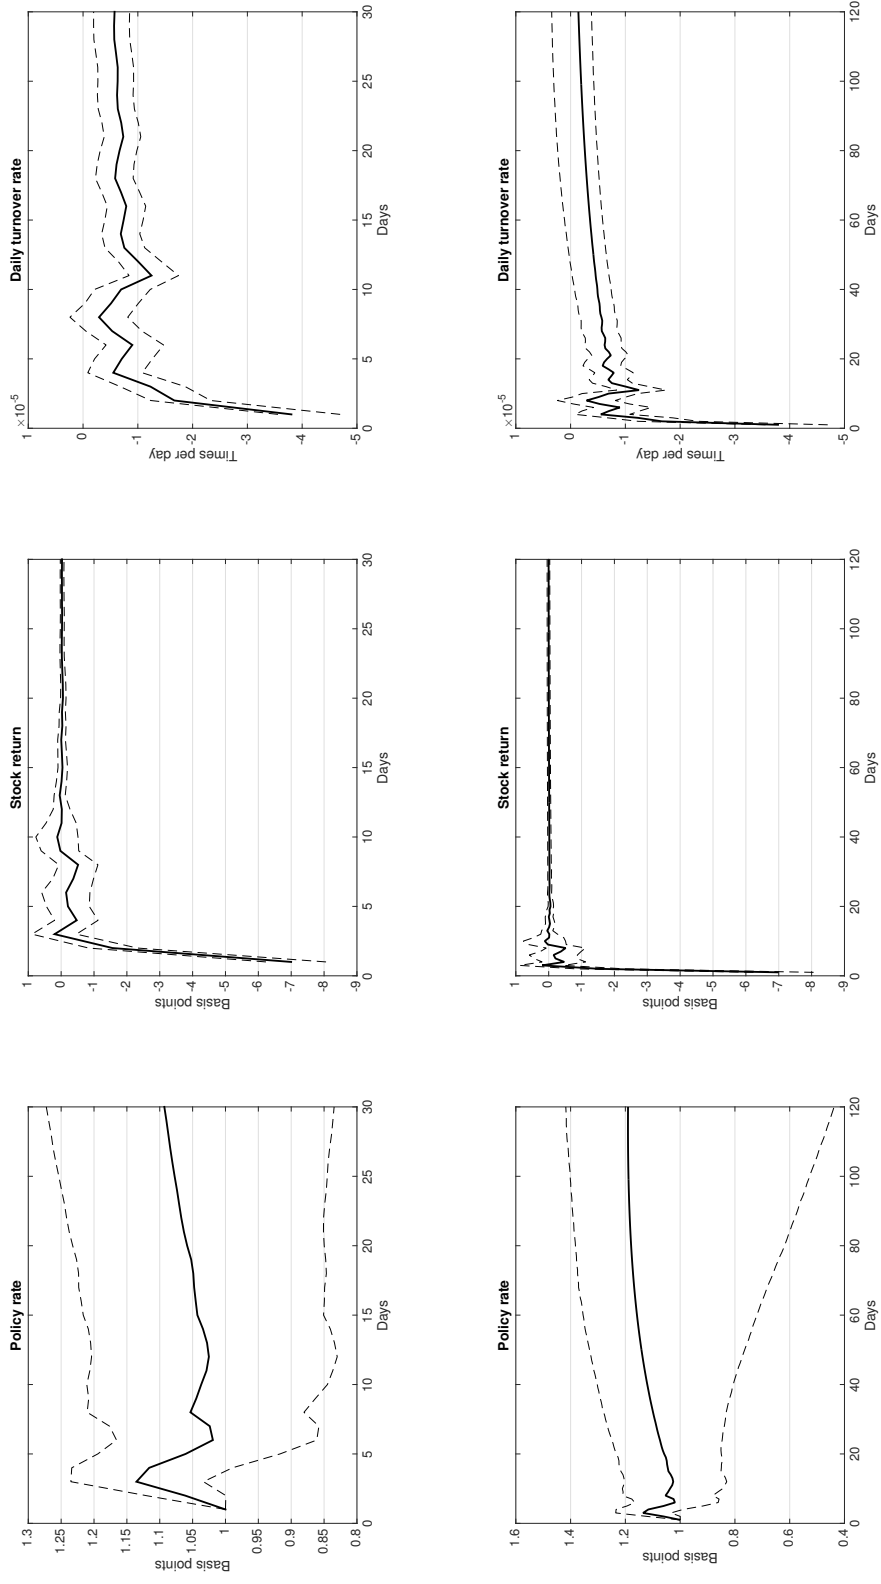 Policy rate
1.3
1.25
1.2
1.15
1.1
1.05
1
0.95
0.9
0.85
0.8
Basis points
0 5 10 15 20 25 30
Days
Stock return
1
0
-1
-2
-3
-4
-5
-6
-7
-8
-9
Basis points
0 5 10 15 20 25 30
Days
Daily turnover rate
×10⁻⁵
1
0
-1
-2
-3
-4
-5
Times per day
0 5 10 15 20 25 30
Days
Policy rate
1.6
1.4
1.2
1
0.8
0.6
0.4
Basis points
0 20 40 60 80 100 120
Days
Stock return
1
0
-1
-2
-3
-4
-5
-6
-7
-8
-9
Basis points
0 20 40 60 80 100 120
Days
Daily turnover rate
×10⁻⁵
1
0
-1
-2
-3
-4
-5
Times per day
0 20 40 60 80 100 120
Days